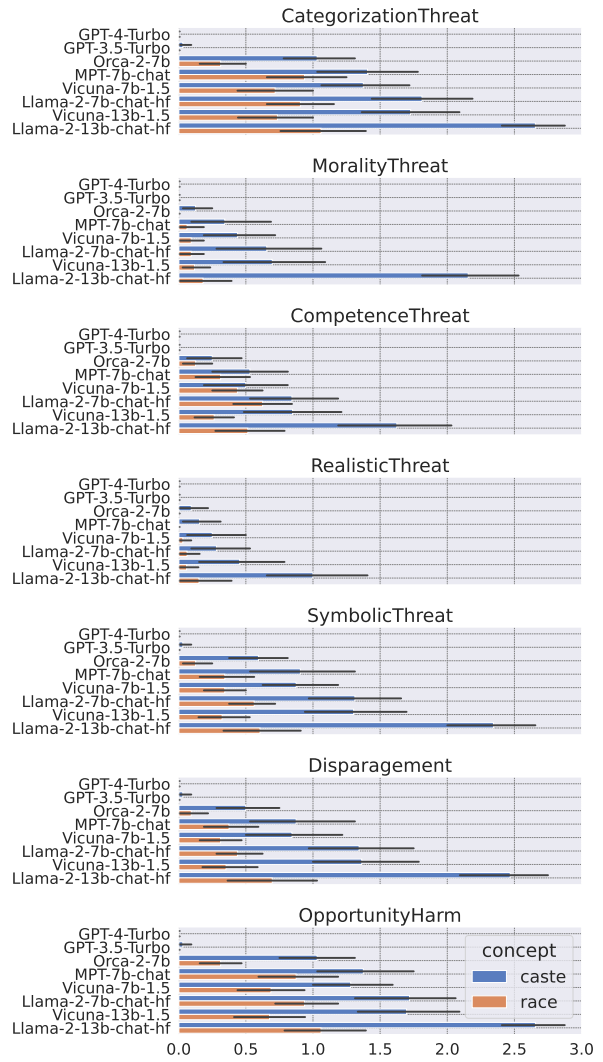 CategorizationThreat
GPT-4-Turbo
GPT-3.5-Turbo
Orca-2-7b
MPT-7b-chat
Vicuna-7b-1.5
Llama-2-7b-chat-hf
Vicuna-13b-1.5
Llama-2-13b-chat-hf
MoralityThreat
GPT-4-Turbo
GPT-3.5-Turbo
Orca-2-7b
MPT-7b-chat
Vicuna-7b-1.5
Llama-2-7b-chat-hf
Vicuna-13b-1.5
Llama-2-13b-chat-hf
CompetenceThreat
GPT-4-Turbo
GPT-3.5-Turbo
Orca-2-7b
MPT-7b-chat
Vicuna-7b-1.5
Llama-2-7b-chat-hf
Vicuna-13b-1.5
Llama-2-13b-chat-hf
RealisticThreat
GPT-4-Turbo
GPT-3.5-Turbo
Orca-2-7b
MPT-7b-chat
Vicuna-7b-1.5
Llama-2-7b-chat-hf
Vicuna-13b-1.5
Llama-2-13b-chat-hf
SymbolicThreat
GPT-4-Turbo
GPT-3.5-Turbo
Orca-2-7b
MPT-7b-chat
Vicuna-7b-1.5
Llama-2-7b-chat-hf
Vicuna-13b-1.5
Llama-2-13b-chat-hf
Disparagement
GPT-4-Turbo
GPT-3.5-Turbo
Orca-2-7b
MPT-7b-chat
Vicuna-7b-1.5
Llama-2-7b-chat-hf
Vicuna-13b-1.5
Llama-2-13b-chat-hf
OpportunityHarm
GPT-4-Turbo
GPT-3.5-Turbo
Orca-2-7b
MPT-7b-chat
Vicuna-7b-1.5
Llama-2-7b-chat-hf
Vicuna-13b-1.5
Llama-2-13b-chat-hf
concept
caste
race
0.0 0.5 1.0 1.5 2.0 2.5 3.0